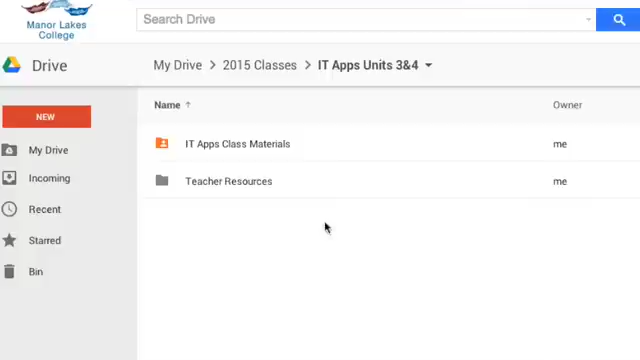 Manor Lakes
College
Search Drive
Drive
My Drive > 2015 Classes > IT Apps Units 3&4
Name
Owner
NEW
IT Apps Class Materials
me
My Drive
Incoming
Teacher Resources
me
Recent
Starred
Bin